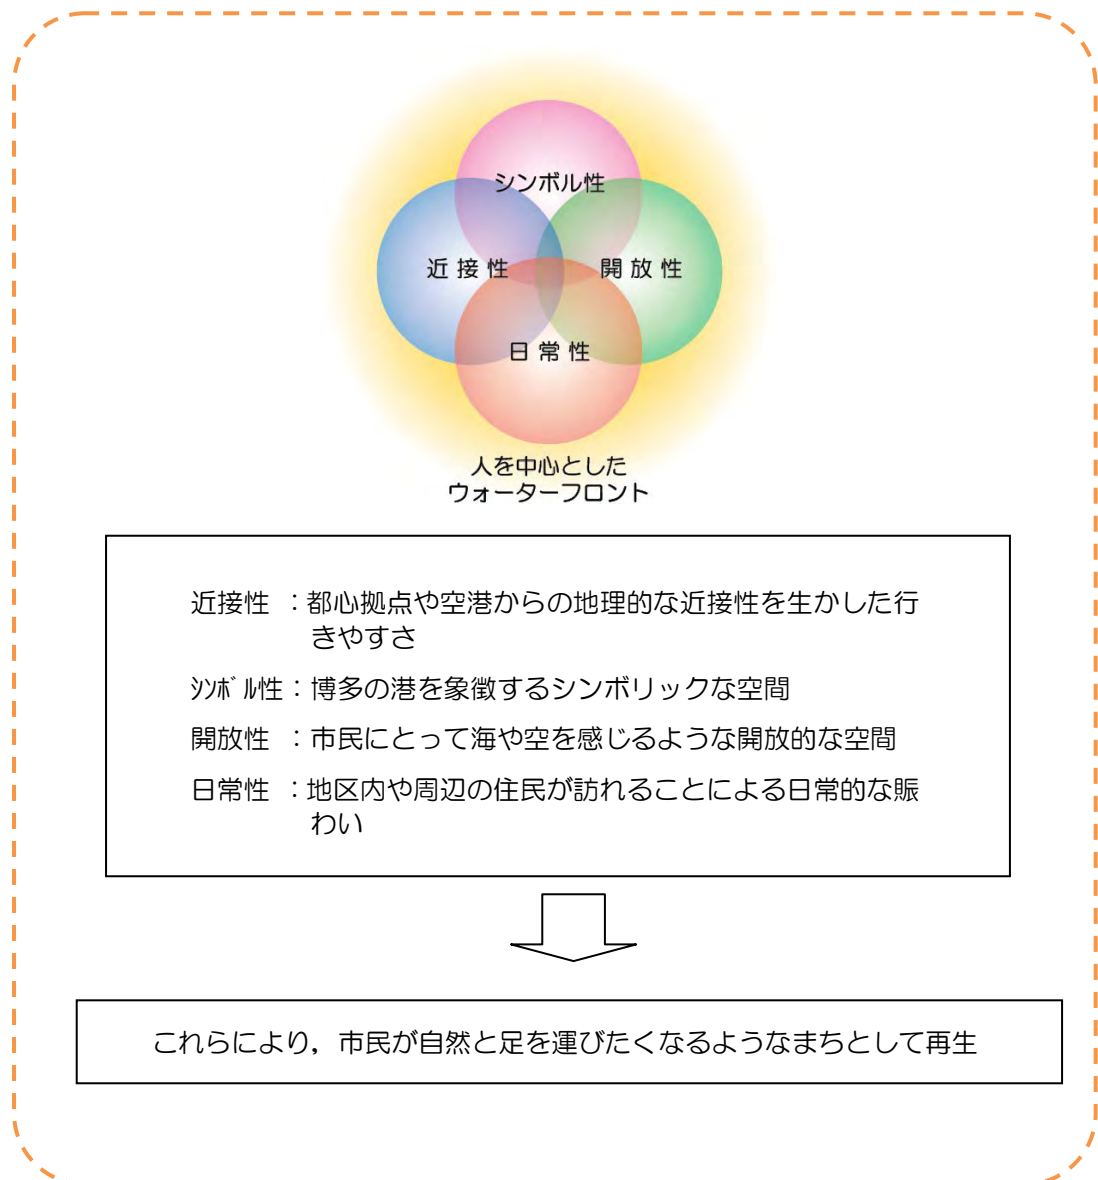 シンボル性
近接性
開放性
日常性
人を中心とした
ウォーターフロント
近接性 ：都心拠点や空港からの地理的な近接性を生かした行
きやすさ
ｼﾝﾎﾞﾙ性：博多の港を象徴するシンボリックな空間
開放性 ：市民にとって海や空を感じるような開放的な空間
日常性 ：地区内や周辺の住民が訪れることによる日常的な賑
わい
これらにより，市民が自然と足を運びたくなるようなまちとして再生